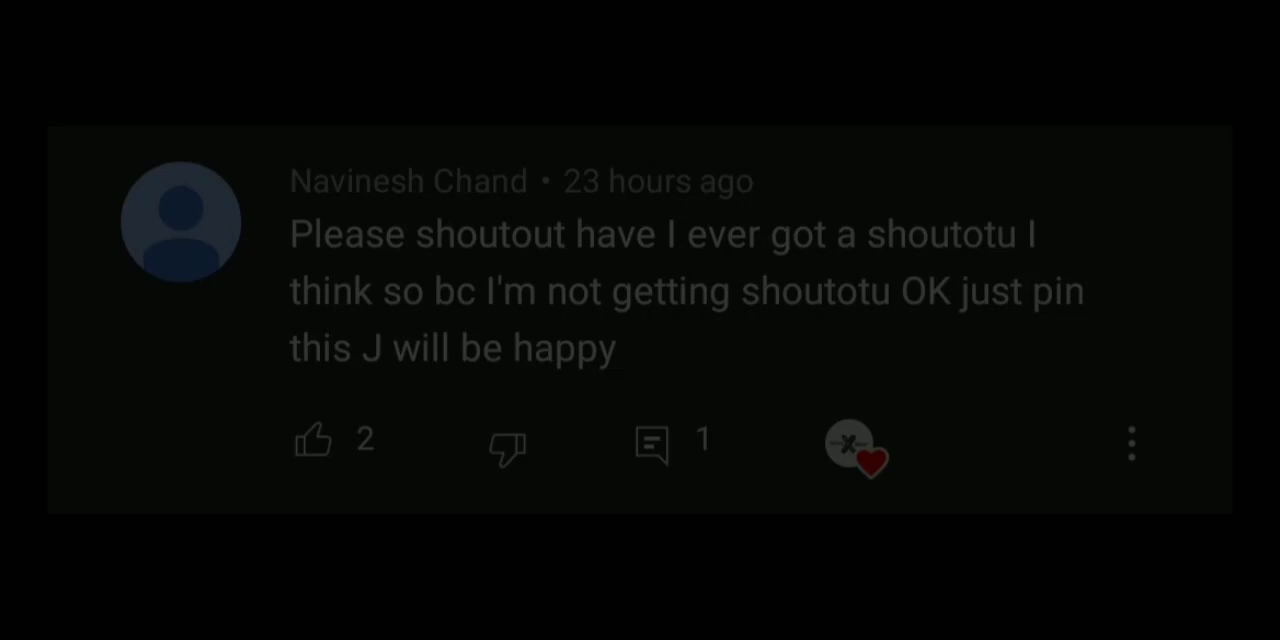 Navinesh Chand • 23 hours ago
Please shoutout have I ever got a shoutotu I
think so bc I'm not getting shoutotu OK just pin
this J will be happy
2 1